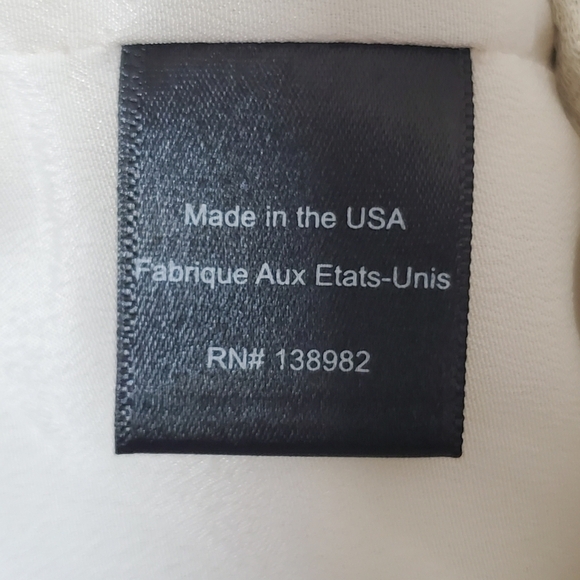 Made in the USA
Fabrique Aux Etats-Unis
RN# 138982